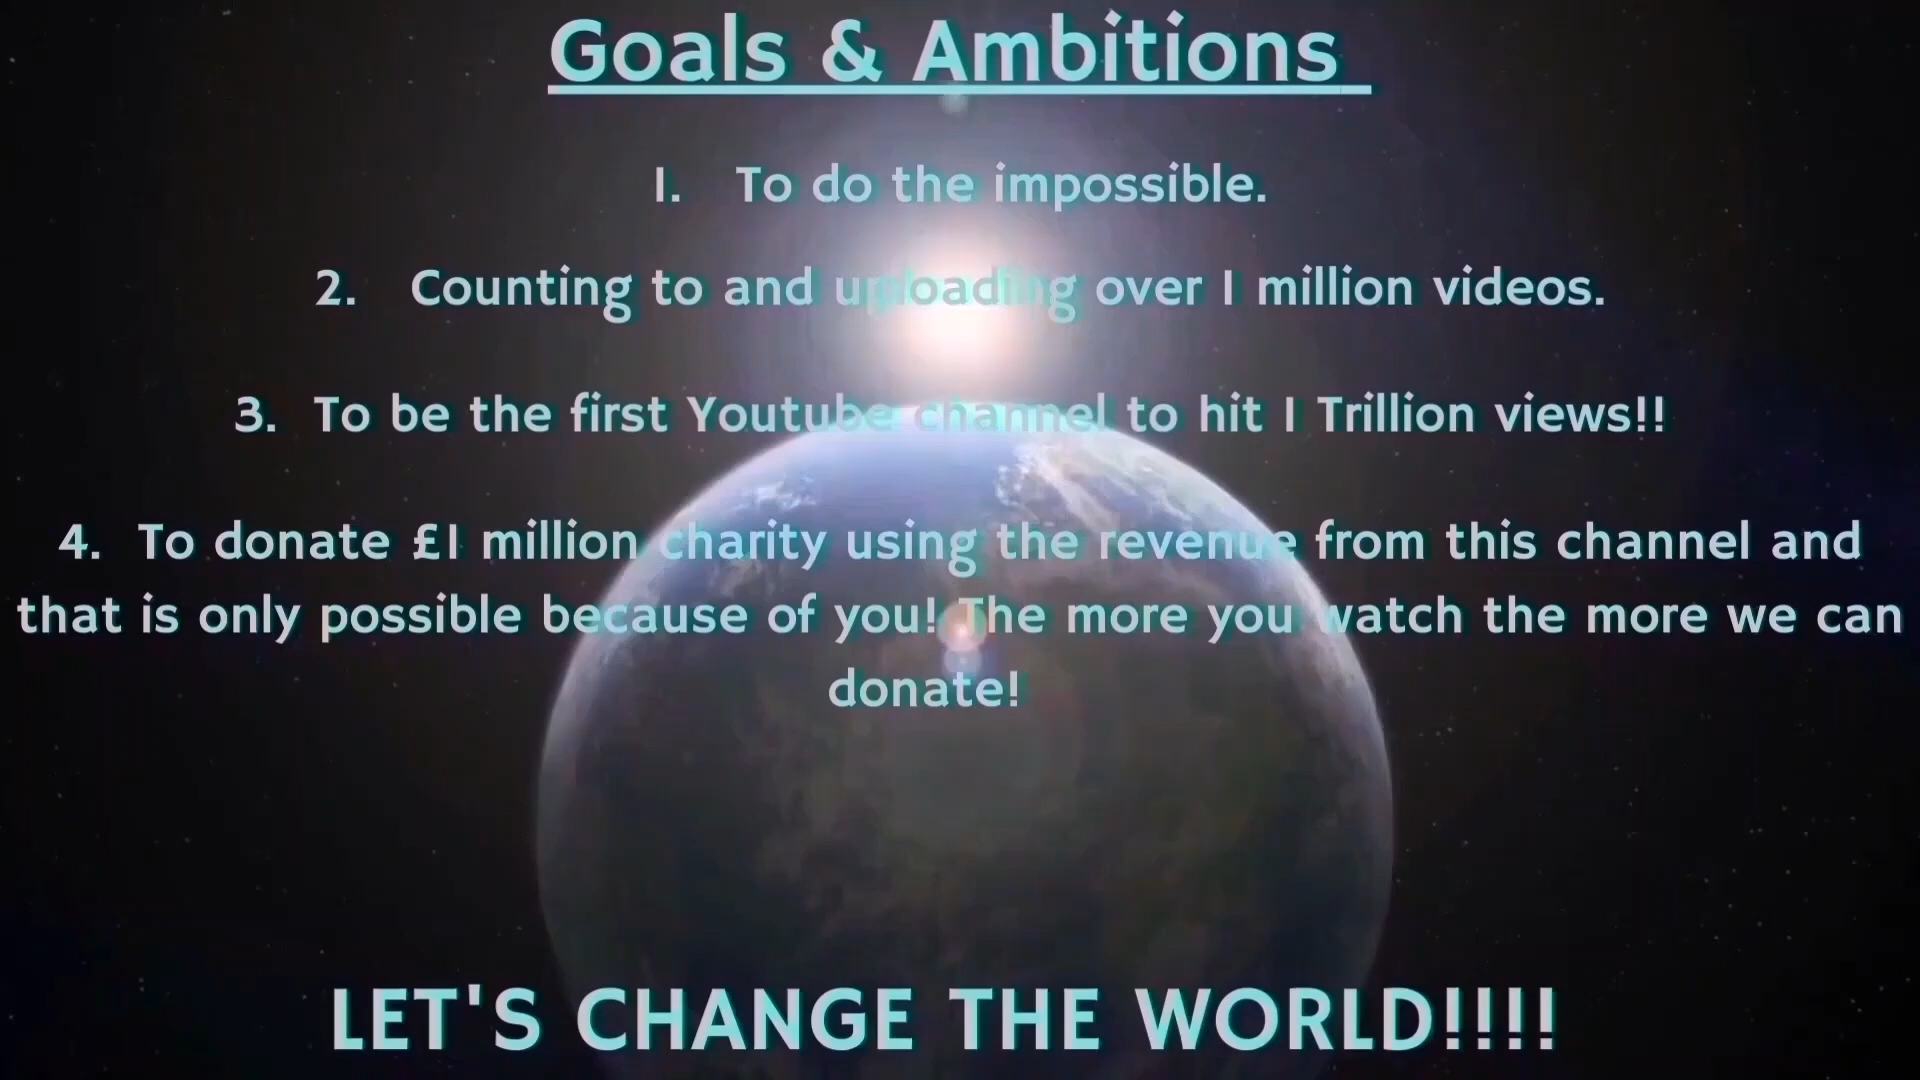 Goals & Ambitions
1. To do the impossible.
2. Counting to and uploading over 1 million videos.
3. To be the first Youtube channel to hit 1 Trillion views!!
4. To donate £1 million charity using the revenue from this channel and
that is only possible because of you! The more you watch the more we can
donate!
LET'S CHANGE THE WORLD!!!!